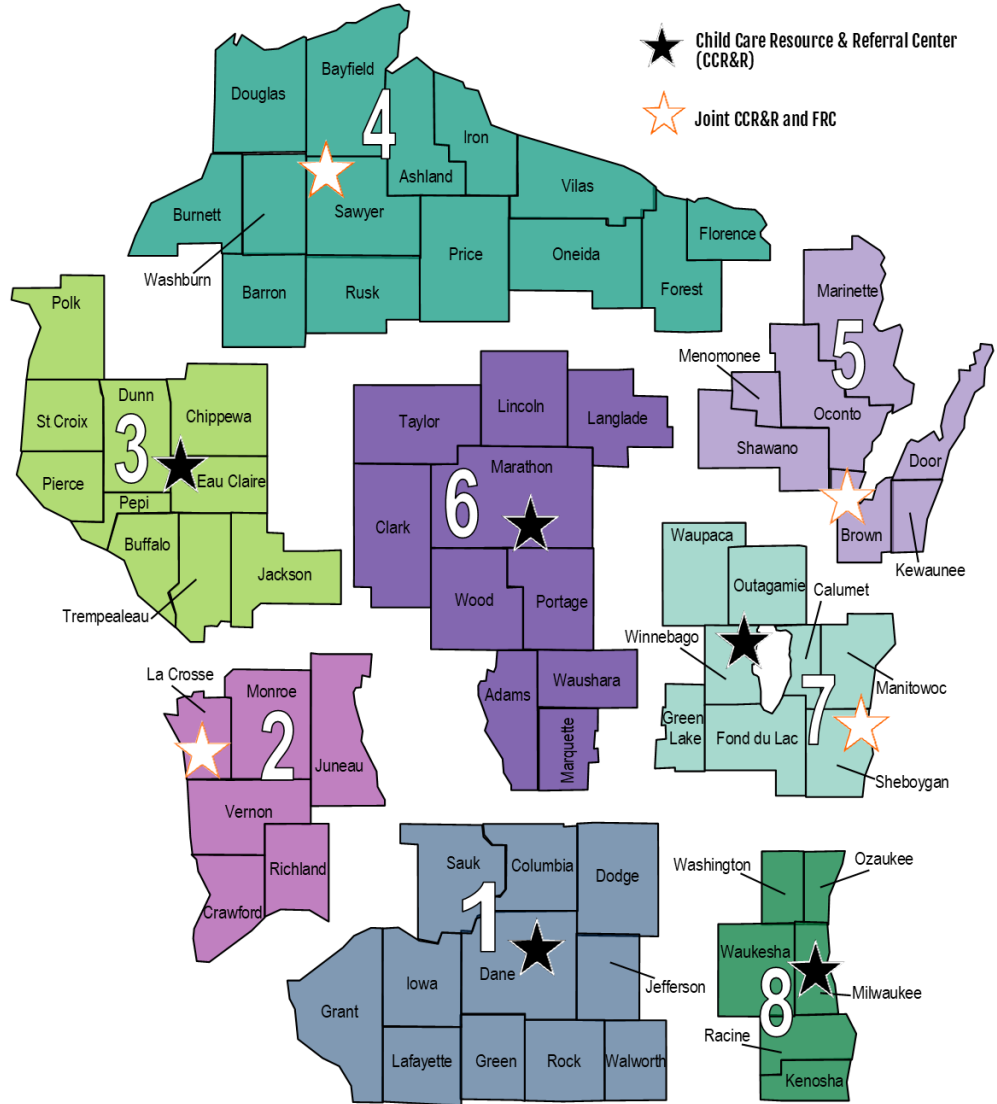 Child Care Resource & Referral Center
(CCR&R)
Joint CCR&R and FRC
4
Bayfield
Douglas
Iron
Ashland
Vilas
Burnett
Sawyer
Florence
Washburn
Price
Oneida
Barron
Rusk
Forest
3
Polk
Dunn
Chippewa
St Croix
Pierce
Eau Claire
Pepi
Buffalo
Jackson
Trempealeau
6
Lincoln
Taylor
Langlade
Marathon
Clark
Wood
Portage
Adams
Waushara
Marquette
5
Marinette
Menomonee
Oconto
Shawano
Door
Brown
Kewaunee
7
Waupaca
Outagamie
Calumet
Winnebago
Manitowoc
Green
Lake
Fond du Lac
Sheboygan
2
La Crosse
Monroe
Juneau
Vernon
Richland
Crawford
1
Sauk
Columbia
Dodge
Dane
Jefferson
Iowa
Grant
Lafayette
Green
Rock
Walworth
8
Washington
Ozaukee
Waukesha
Milwaukee
Racine
Kenosha